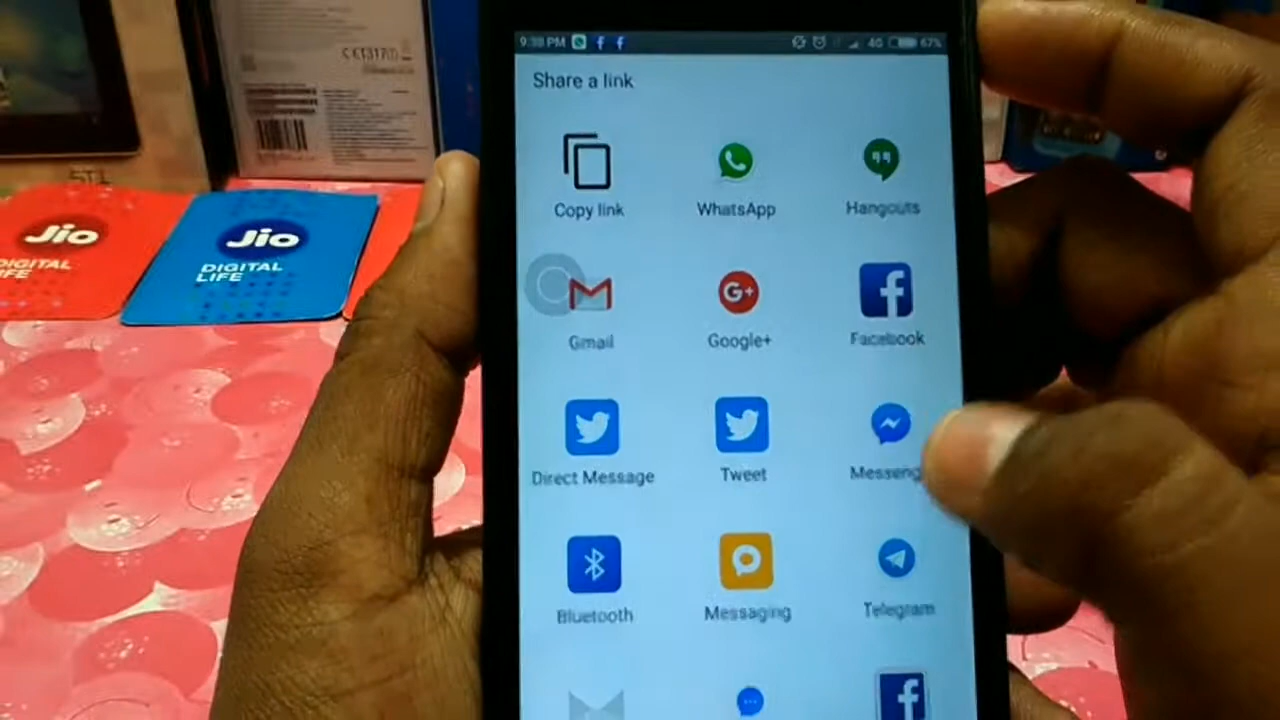 9:38 PM
4G
67%
Share a link
Copy link
WhatsApp
Hangouts
Gmail
G+
Google+
Facebook
Direct Message
Tweet
Messeng
Bluetooth
Messaging
Telegram
Jio
DIGITAL
LIFE
Jio
DIGITAL
LIFE